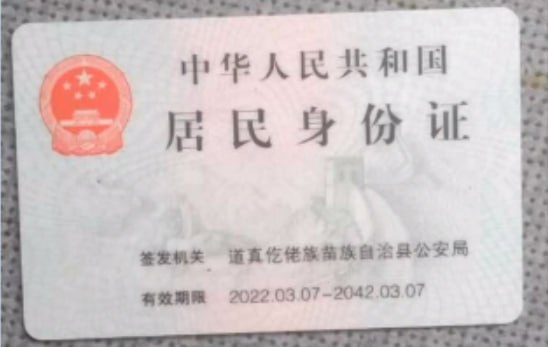 中华人民共和国
居民身份证
签发机关 道真仡佬族苗族自治县公安局
有效期限 2022.03.07-2042.03.07